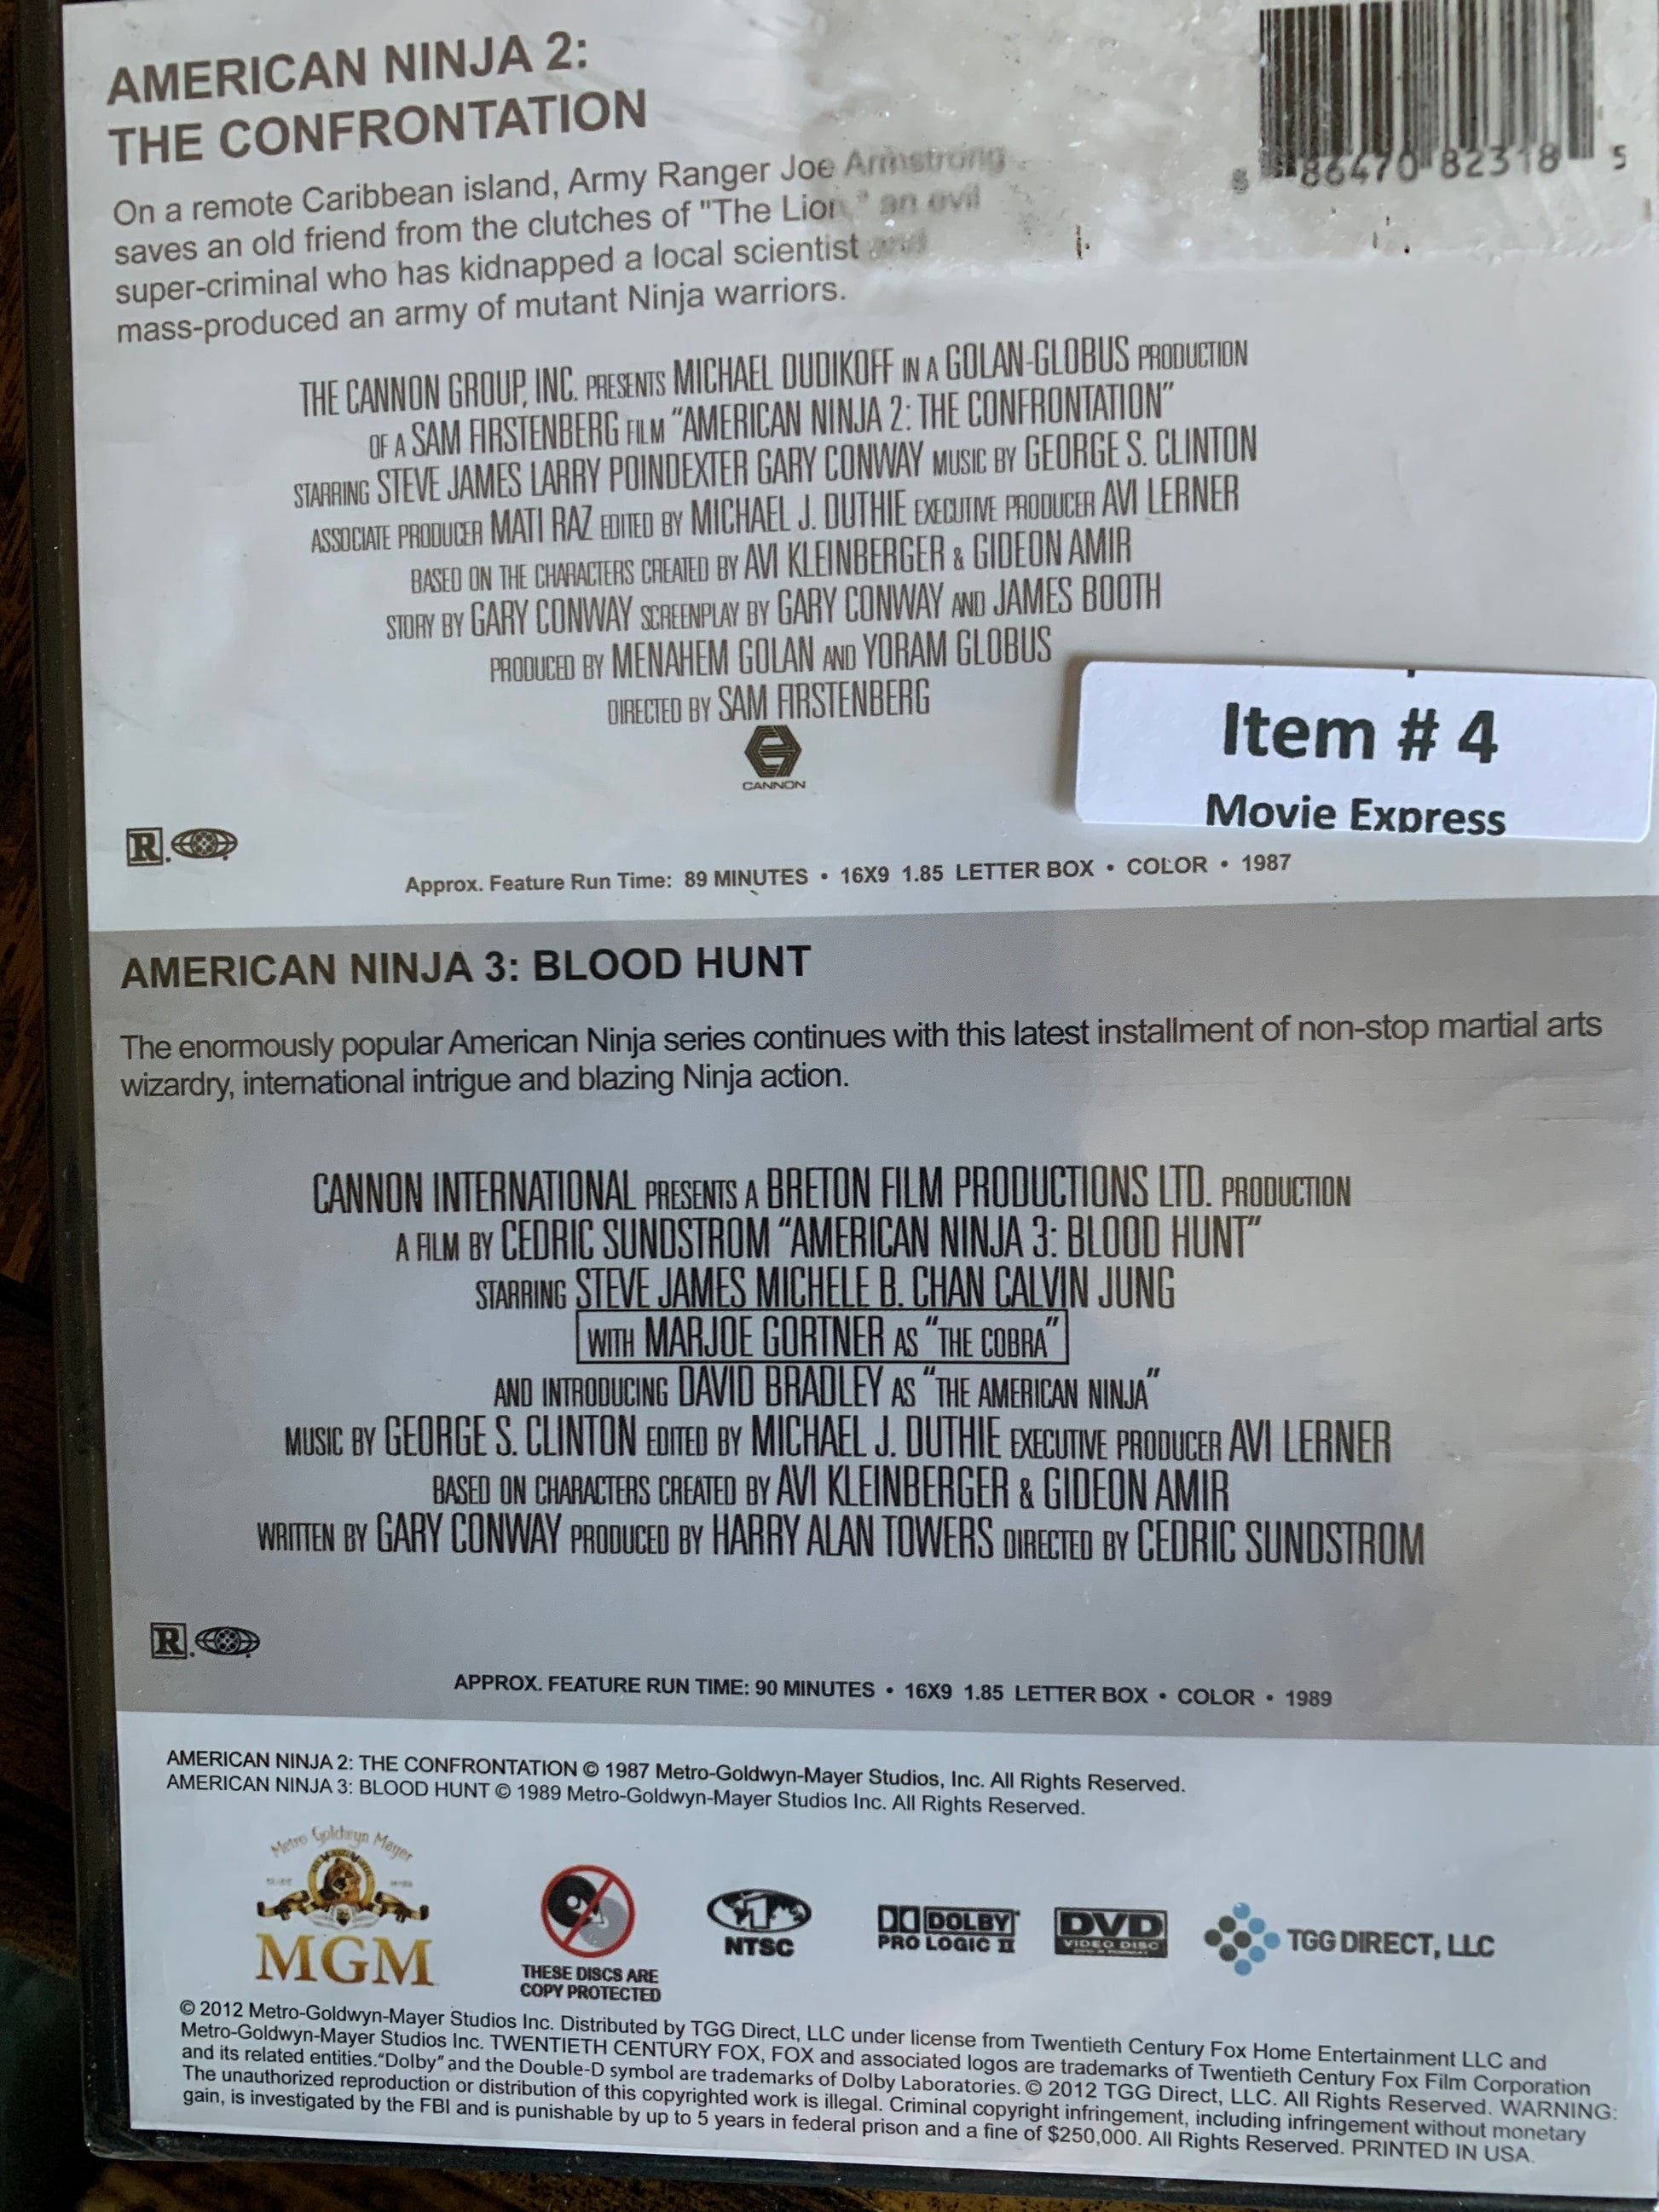 AMERICAN NINJA 2:
THE CONFRONTATION
8 86470 82318 5
On a remote Caribbean island, Army Ranger Joe Armstrong
saves an old friend from the clutches of "The Lion," an evil
super-criminal who has kidnapped a local scientist and
mass-produced an army of mutant Ninja warriors.
THE CANNON GROUP, INC. PRESENTS MICHAEL DUDIKOFF IN A GOLAN-GLOBUS PRODUCTION
OF A SAM FIRSTENBERG FILM "AMERICAN NINJA 2: THE CONFRONTATION"
STARRING STEVE JAMES LARRY POINDEXTER GARY CONWAY MUSIC BY GEORGE S. CLINTON
ASSOCIATE PRODUCER MATI RAZ EDITED BY MICHAEL J. DUTHIE EXECUTIVE PRODUCER AVI LERNER
BASED ON THE CHARACTERS CREATED BY AVI KLEINBERGER & GIDEON AMIR
STORY BY GARY CONWAY SCREENPLAY BY GARY CONWAY AND JAMES BOOTH
PRODUCED BY MENAHEM GOLAN AND YORAM GLOBUS
DIRECTED BY SAM FIRSTENBERG
CANNON
Item # 4
Movie Express
R.
Approx. Feature Run Time: 89 MINUTES • 16X9 1.85 LETTER BOX • COLOR • 1987
AMERICAN NINJA 3: BLOOD HUNT
The enormously popular American Ninja series continues with this latest installment of non-stop martial arts
wizardry, international intrigue and blazing Ninja action.
CANNON INTERNATIONAL PRESENTS A BRETON FILM PRODUCTIONS LTD. PRODUCTION
A FILM BY CEDRIC SUNDSTROM "AMERICAN NINJA 3: BLOOD HUNT"
STARRING STEVE JAMES MICHELE B. CHAN CALVIN JUNG
WITH MARJOE GORTNER AS "THE COBRA"
AND INTRODUCING DAVID BRADLEY AS "THE AMERICAN NINJA"
MUSIC BY GEORGE S. CLINTON EDITED BY MICHAEL J. DUTHIE EXECUTIVE PRODUCER AVI LERNER
BASED ON CHARACTERS CREATED BY AVI KLEINBERGER & GIDEON AMIR
WRITTEN BY GARY CONWAY PRODUCED BY HARRY ALAN TOWERS DIRECTED BY CEDRIC SUNDSTROM
R.
APPROX. FEATURE RUN TIME: 90 MINUTES • 16X9 1.85 LETTER BOX • COLOR • 1989
AMERICAN NINJA 2: THE CONFRONTATION © 1987 Metro-Goldwyn-Mayer Studios, Inc. All Rights Reserved.
AMERICAN NINJA 3: BLOOD HUNT © 1989 Metro-Goldwyn-Mayer Studios Inc. All Rights Reserved.
Metro Goldwyn Mayer
MGM
THESE DISCS ARE
COPY PROTECTED
1
NTSC
DOLBY
PRO LOGIC II
DVD
VIDEO DISC
TGG DIRECT, LLC
© 2012 Metro-Goldwyn-Mayer Studios Inc. Distributed by TGG Direct, LLC under license from Twentieth Century Fox Home Entertainment LLC and
Metro-Goldwyn-Mayer Studios Inc. TWENTIETH CENTURY FOX, FOX and associated logos are trademarks of Twentieth Century Fox Film Corporation
and its related entities."Dolby" and the Double-D symbol are trademarks of Dolby Laboratories. © 2012 TGG Direct, LLC. All Rights Reserved. WARNING:
The unauthorized reproduction or distribution of this copyrighted work is illegal. Criminal copyright infringement, including infringement without monetary
gain, is investigated by the FBI and is punishable by up to 5 years in federal prison and a fine of $250,000. All Rights Reserved. PRINTED IN USA.